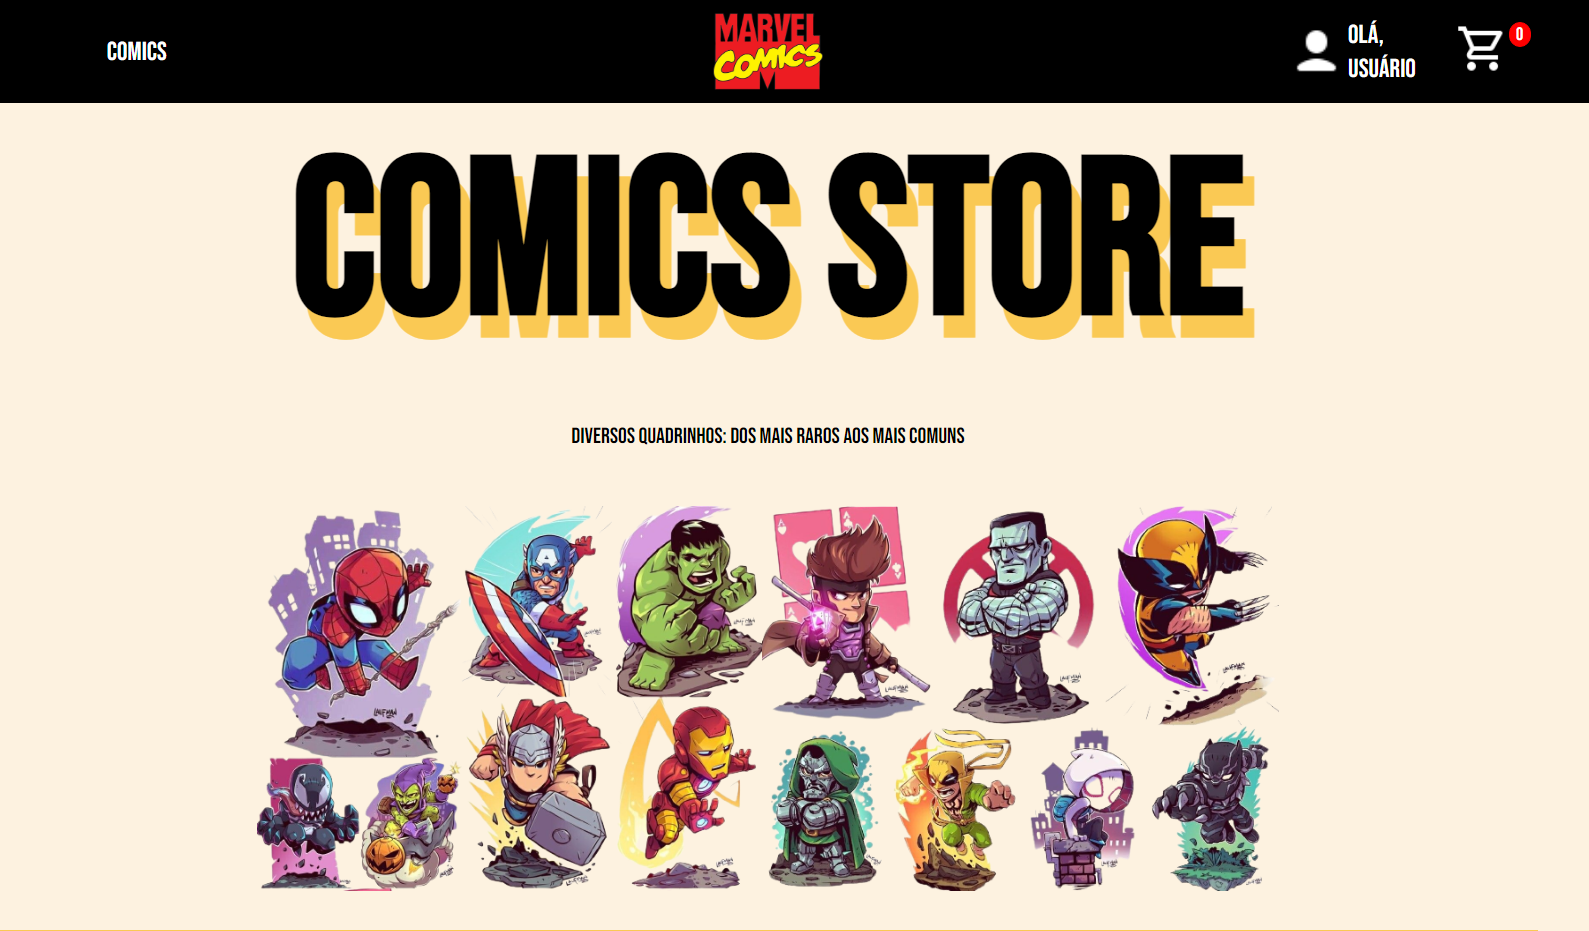 COMICS
MARVEL
COMICS
OLÁ,
USUÁRIO
0
COMICS STORE
DIVERSOS QUADRINHOS: DOS MAIS RAROS AOS MAIS COMUNS